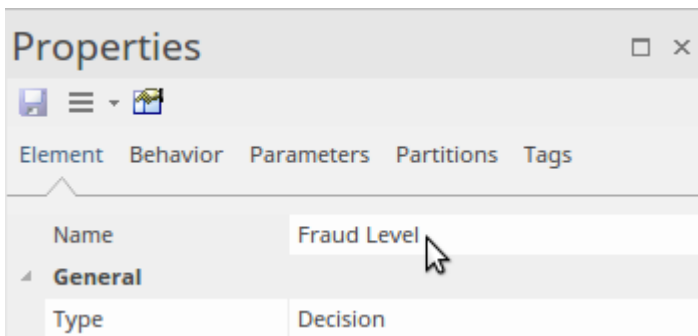 Properties
Element Behavior Parameters Partitions Tags
Name Fraud Level
General
Type Decision